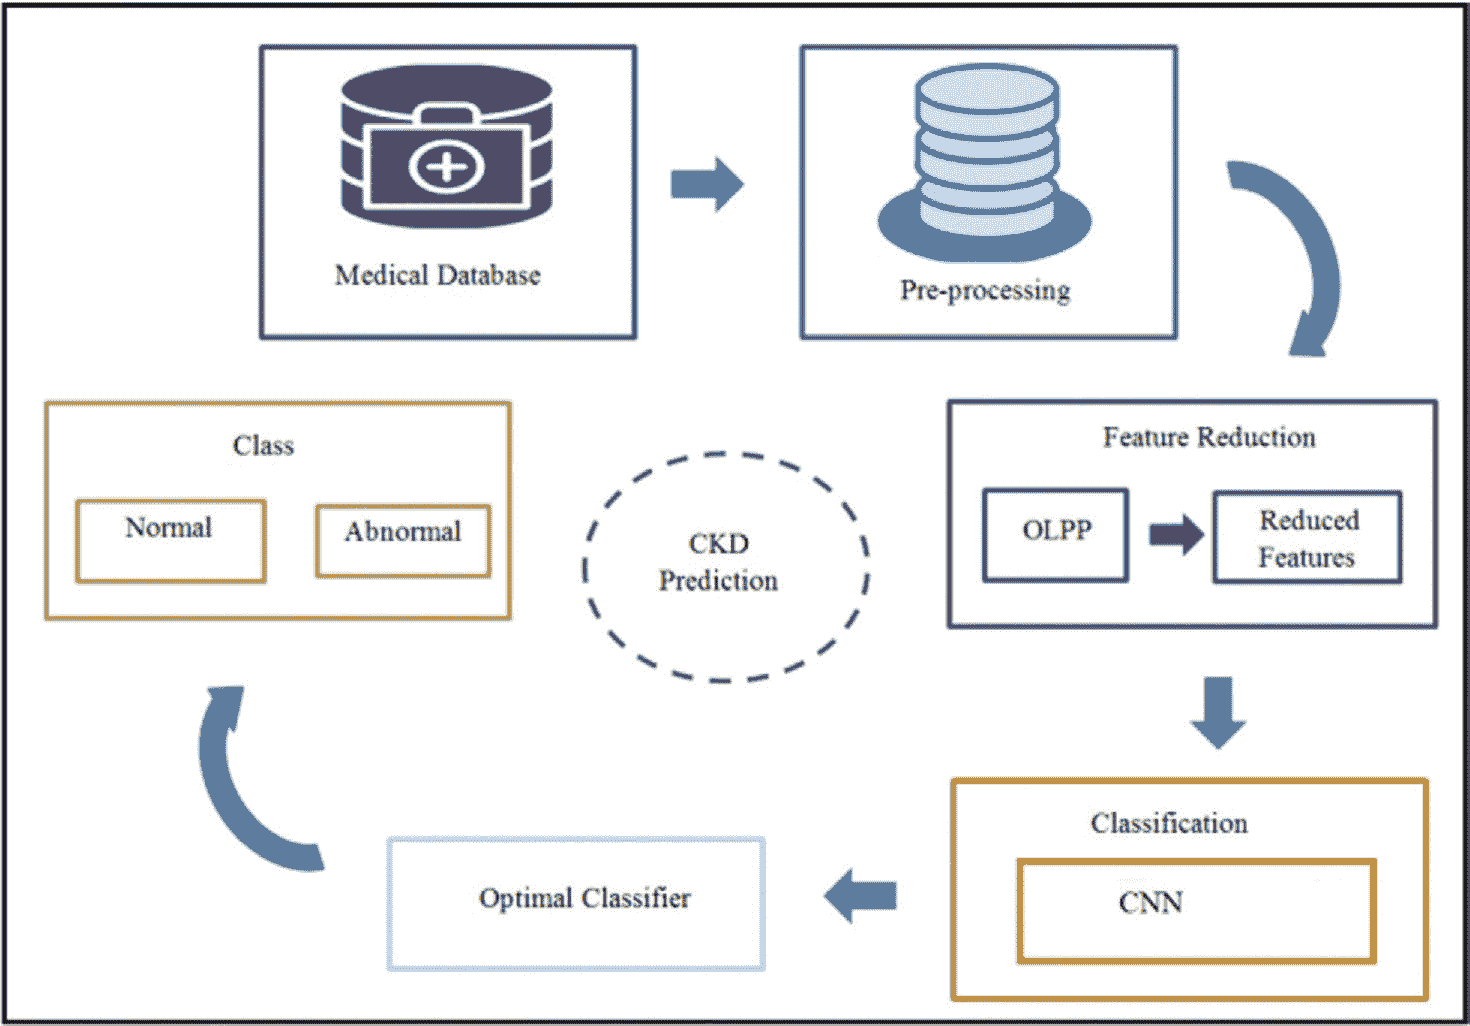 Medical Database
Pre-processing
Class
Normal
Abnormal
CKD
Prediction
Feature Reduction
OLPP
Reduced
Features
Classification
CNN
Optimal Classifier